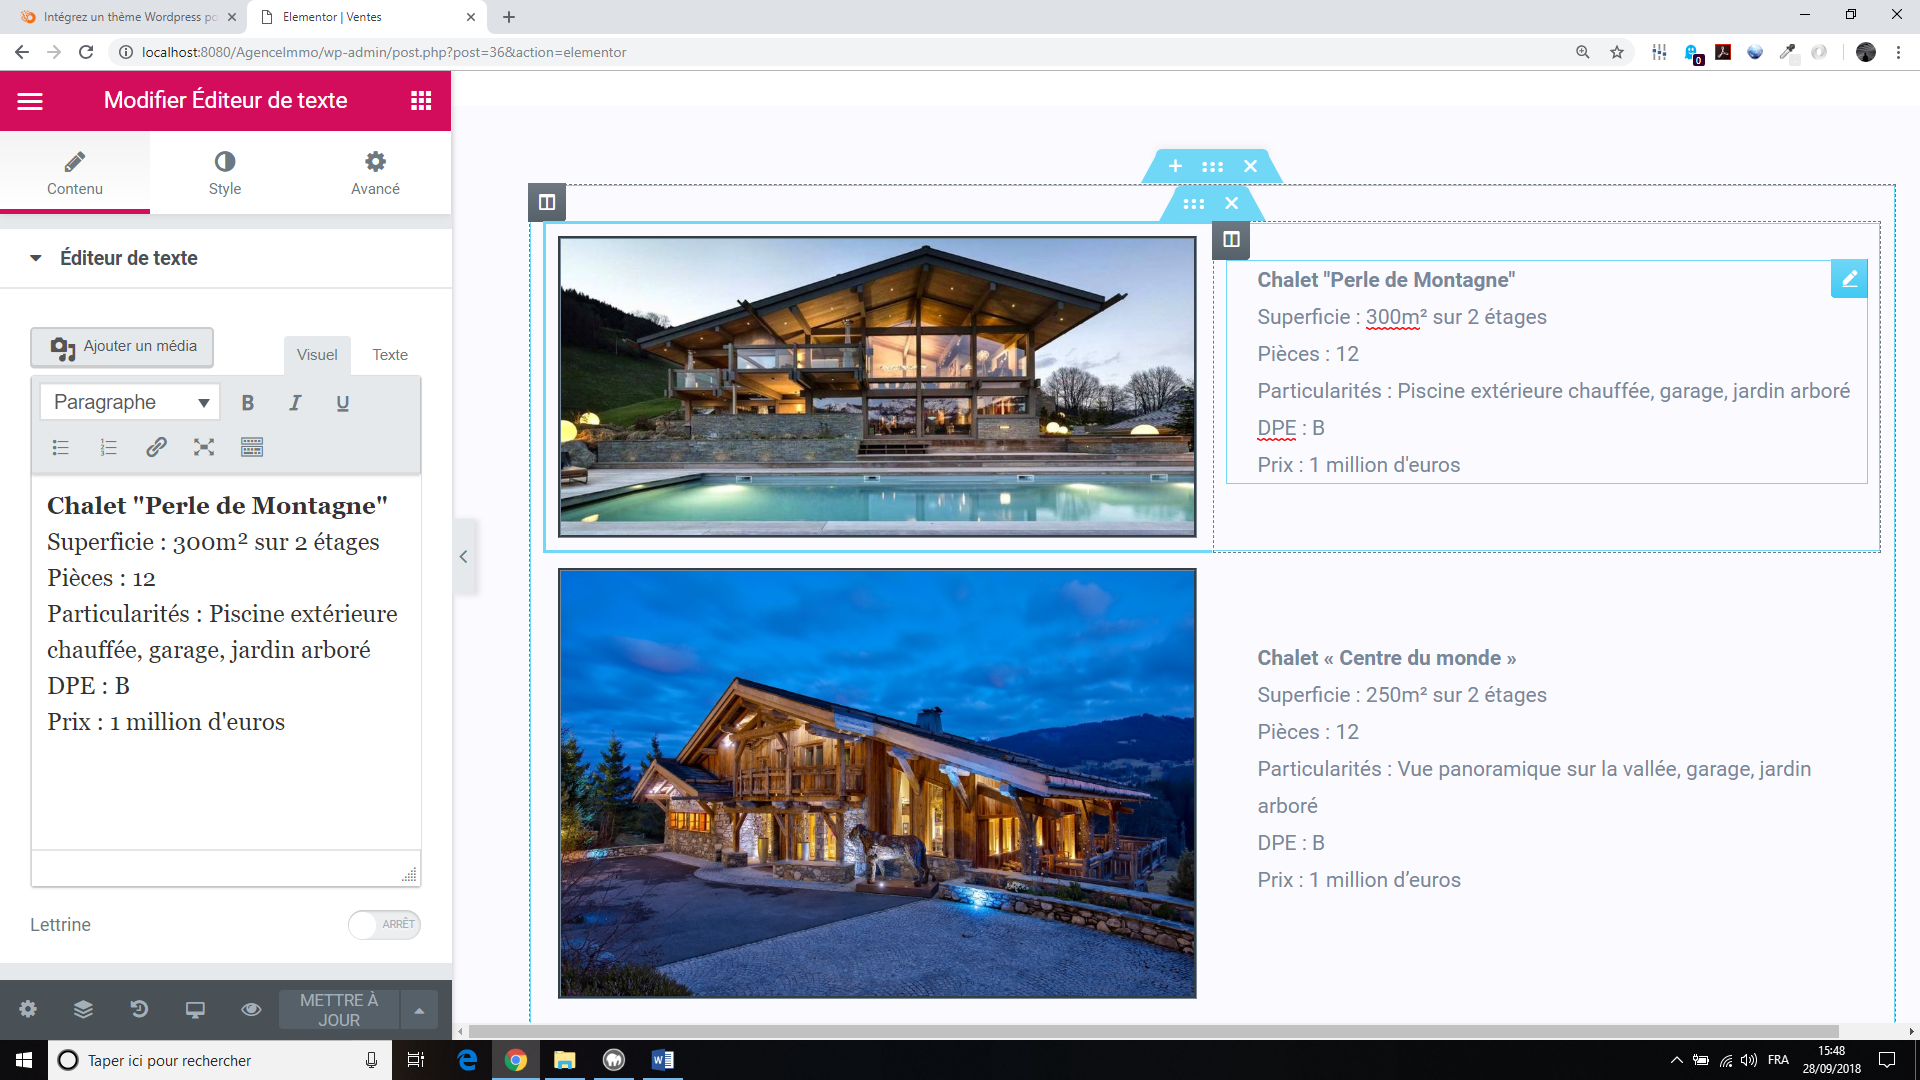 Intégrez un thème Wordpress po
Elementor | Ventes
localhost:8080/AgenceImmo/wp-admin/post.php?post=36&action=elementor
0
Modifier Éditeur de texte
Contenu
Style
Avancé
Éditeur de texte
Ajouter un média
Visuel
Texte
Paragraphe
B
I
U
Chalet "Perle de Montagne"
Superficie : 300m² sur 2 étages
Pièces : 12
Particularités : Piscine extérieure
chauffée, garage, jardin arboré
DPE : B
Prix : 1 million d'euros
Lettrine
ARRÊT
METTRE À
JOUR
Chalet "Perle de Montagne"
Superficie : 300m² sur 2 étages
Pièces : 12
Particularités : Piscine extérieure chauffée, garage, jardin arboré
DPE : B
Prix : 1 million d'euros
Chalet « Centre du monde »
Superficie : 250m² sur 2 étages
Pièces : 12
Particularités : Vue panoramique sur la vallée, garage, jardin
arboré
DPE : B
Prix : 1 million d’euros
Taper ici pour rechercher
FRA
15:48
28/09/2018